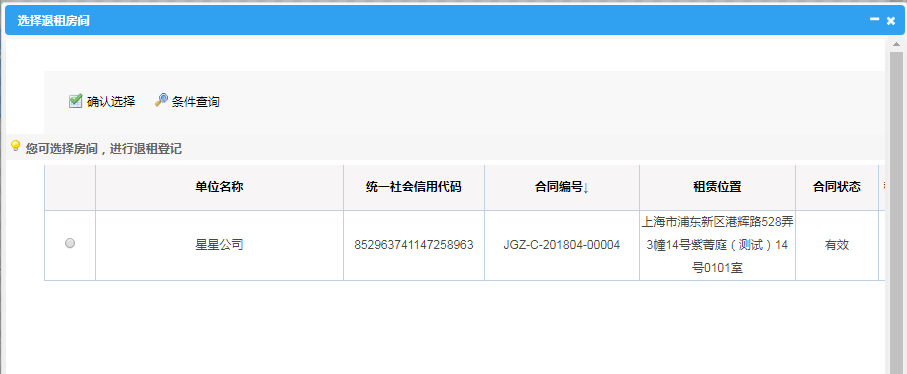 选择退租房间
确认选择 条件查询
您可选择房间，进行退租登记
单位名称 统一社会信用代码 合同编号↓ 租赁位置 合同状态
星星公司 852963741147258963 JGZ-C-201804-00004 上海市浦东新区港辉路528弄
3幢14号紫菁庭（测试）14
号0101室 有效